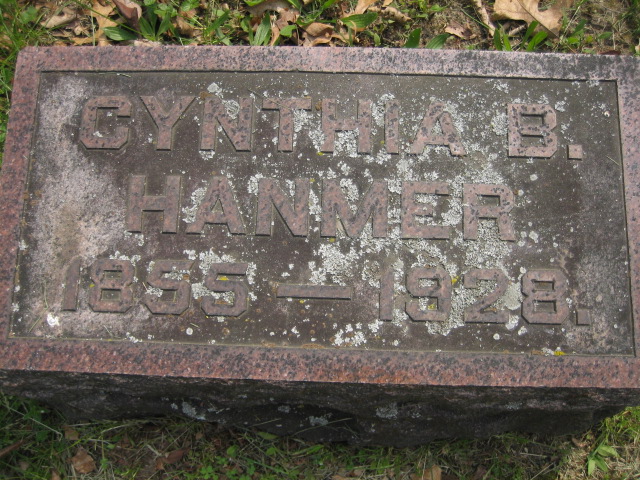 CYNTHIA B.
HANMER
1855 — 1928.